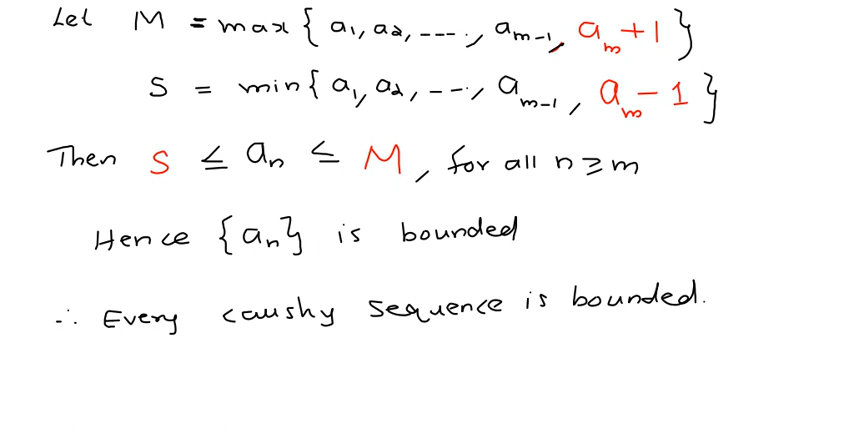 Let M = max { a₁, a₂, ----, aₘ₋₁, aₘ+1 }
S = min { a₁, a₂, ----, aₘ₋₁, aₘ-1 }
Then S ≤ aₙ ≤ M, for all n ≥ m
Hence {aₙ} is bounded
∴ Every caushy sequence is bounded.